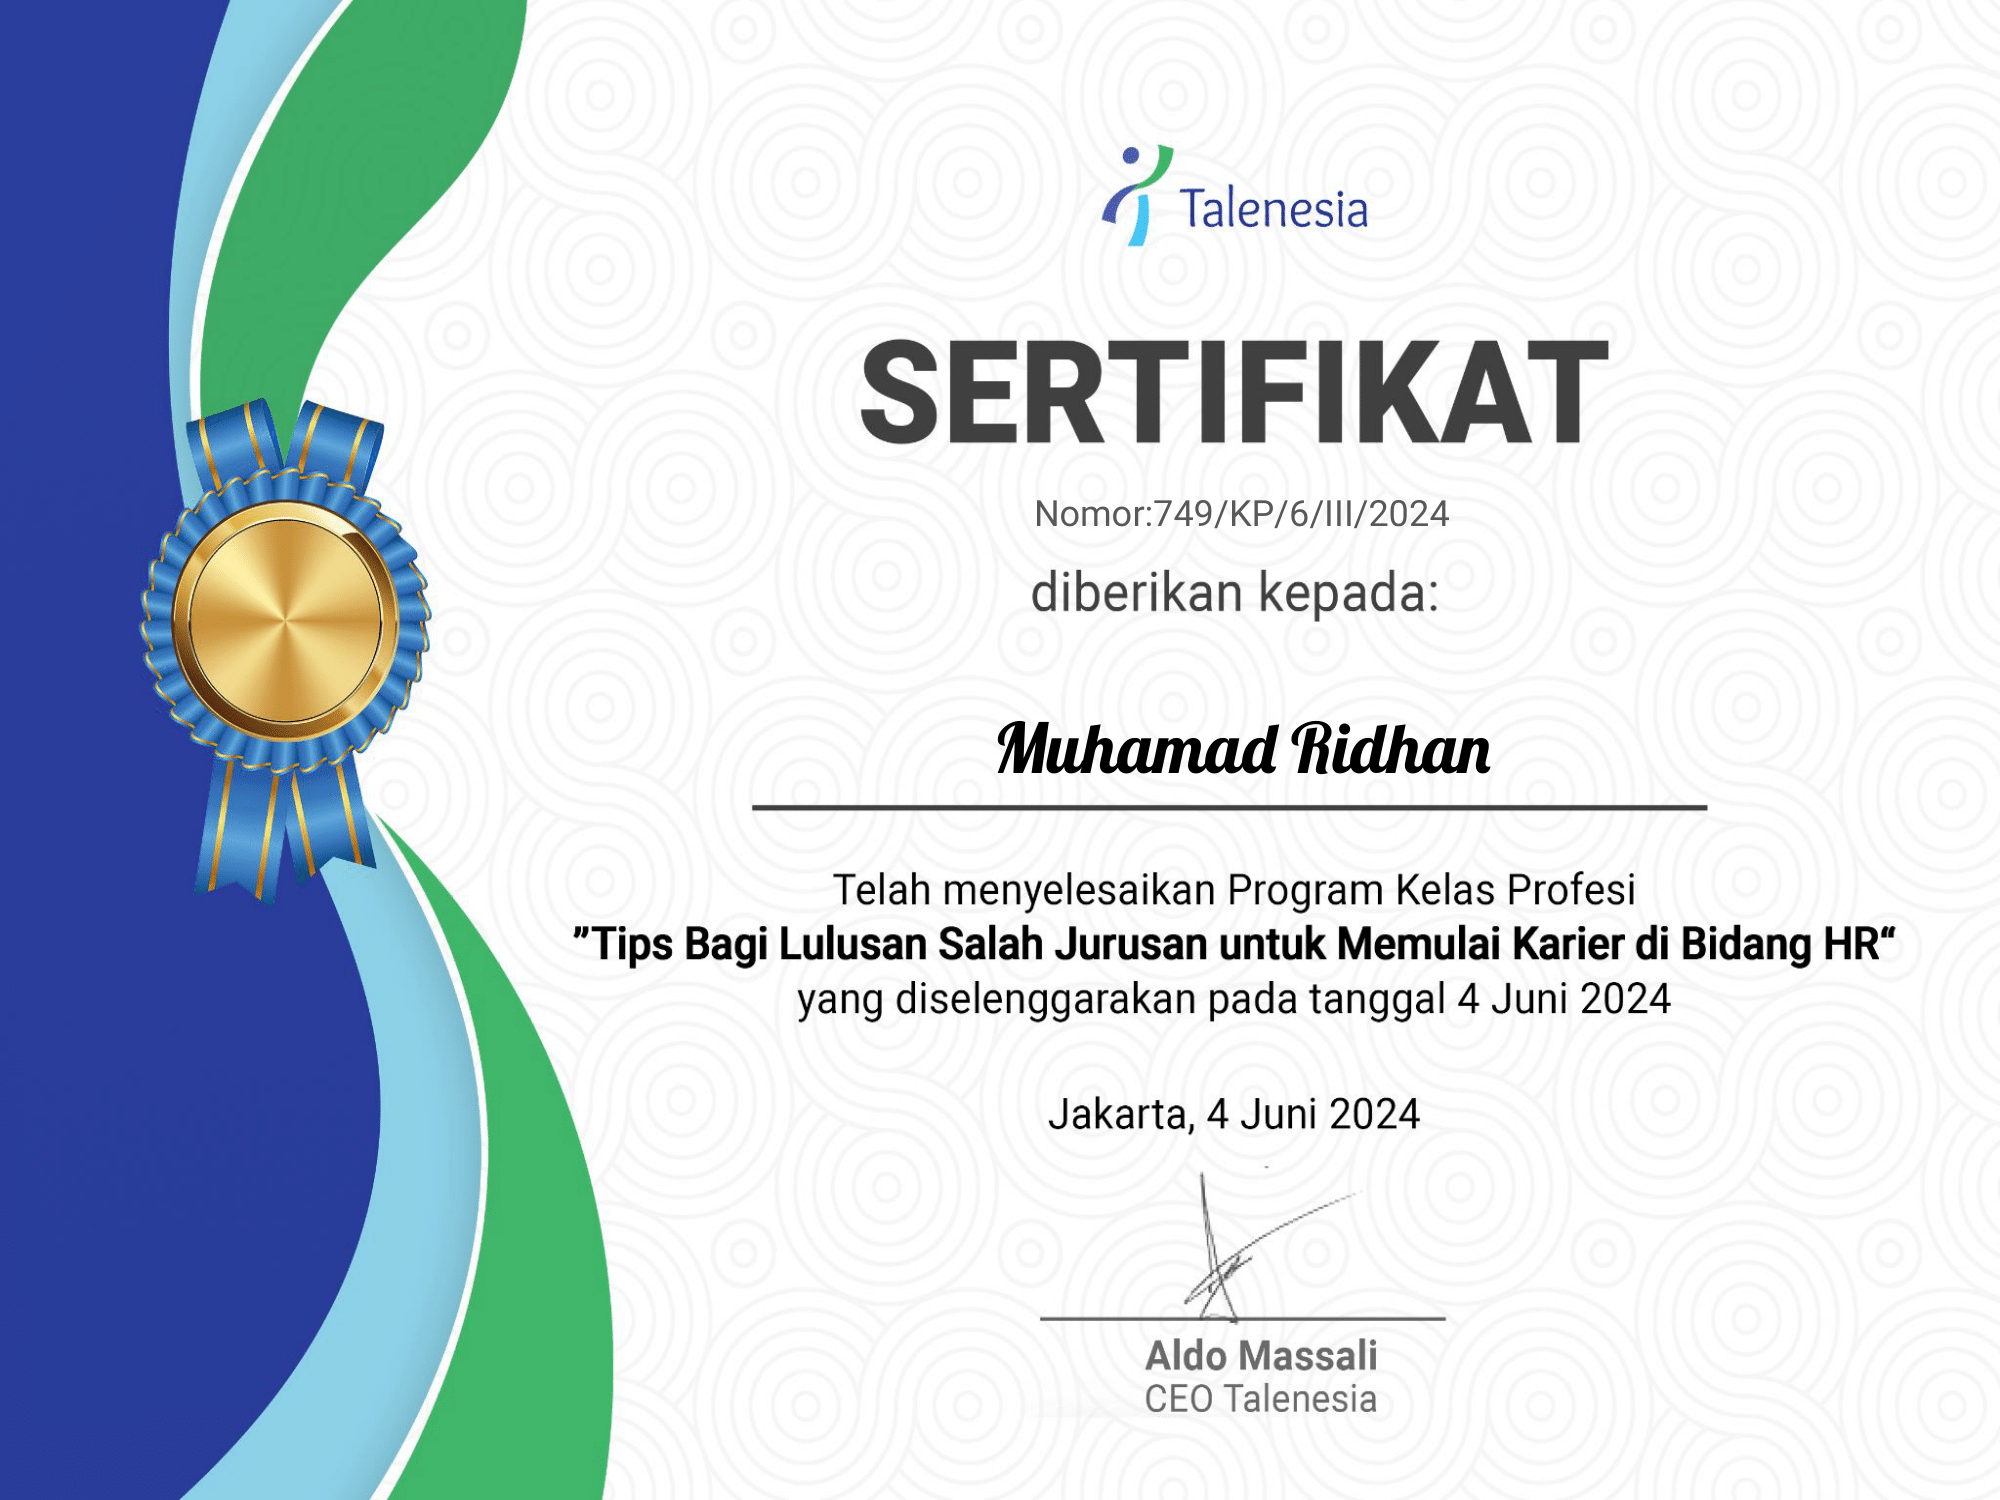 Talenesia
SERTIFIKAT
Nomor:749/KP/6/III/2024
diberikan kepada:
Muhamad Ridhan
Telah menyelesaikan Program Kelas Profesi
”Tips Bagi Lulusan Salah Jurusan untuk Memulai Karier di Bidang HR“
yang diselenggarakan pada tanggal 4 Juni 2024
Jakarta, 4 Juni 2024
Aldo Massali
CEO Talenesia